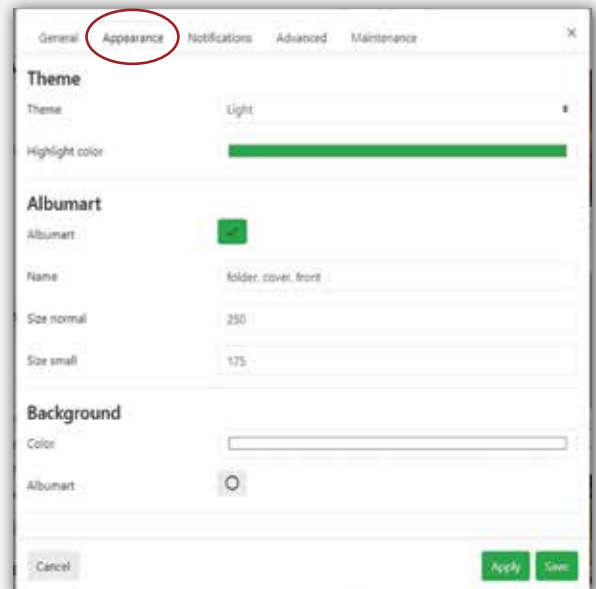 General Appearance Notifications Advanced Maintenance ×
Theme
Theme Light
Highlight color
Albumart
Albumart
Name folder, cover, front
Size normal 250
Size small 175
Background
Color
Albumart
Cancel Apply Save